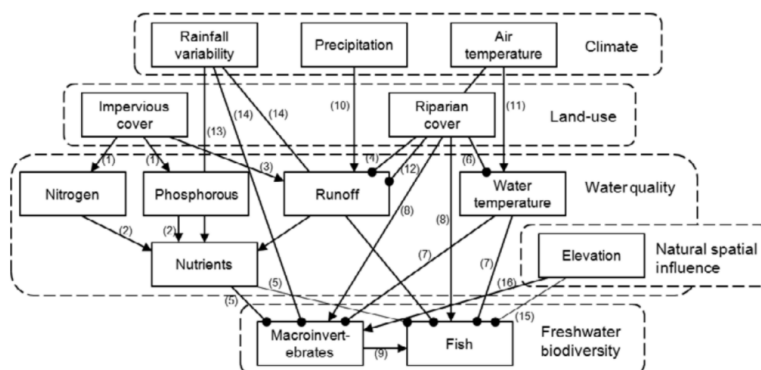 Rainfall
variability
Precipitation
Air
temperature
Climate
(10)
(11)
Impervious
cover
(13)
(14)
(14)
Riparian
cover
Land-use
(1)
(1)
(3)
(4)
(12)
(6)
Nitrogen
Phosphorous
Runoff
Water
temperature
Water quality
(2)
(2)
(8)
(8)
(7)
(7)
Nutrients
Elevation
Natural spatial
influence
(5)
(5)
(16)
(15)
Macroinvert-
ebrates
(9)
Fish
Freshwater
biodiversity